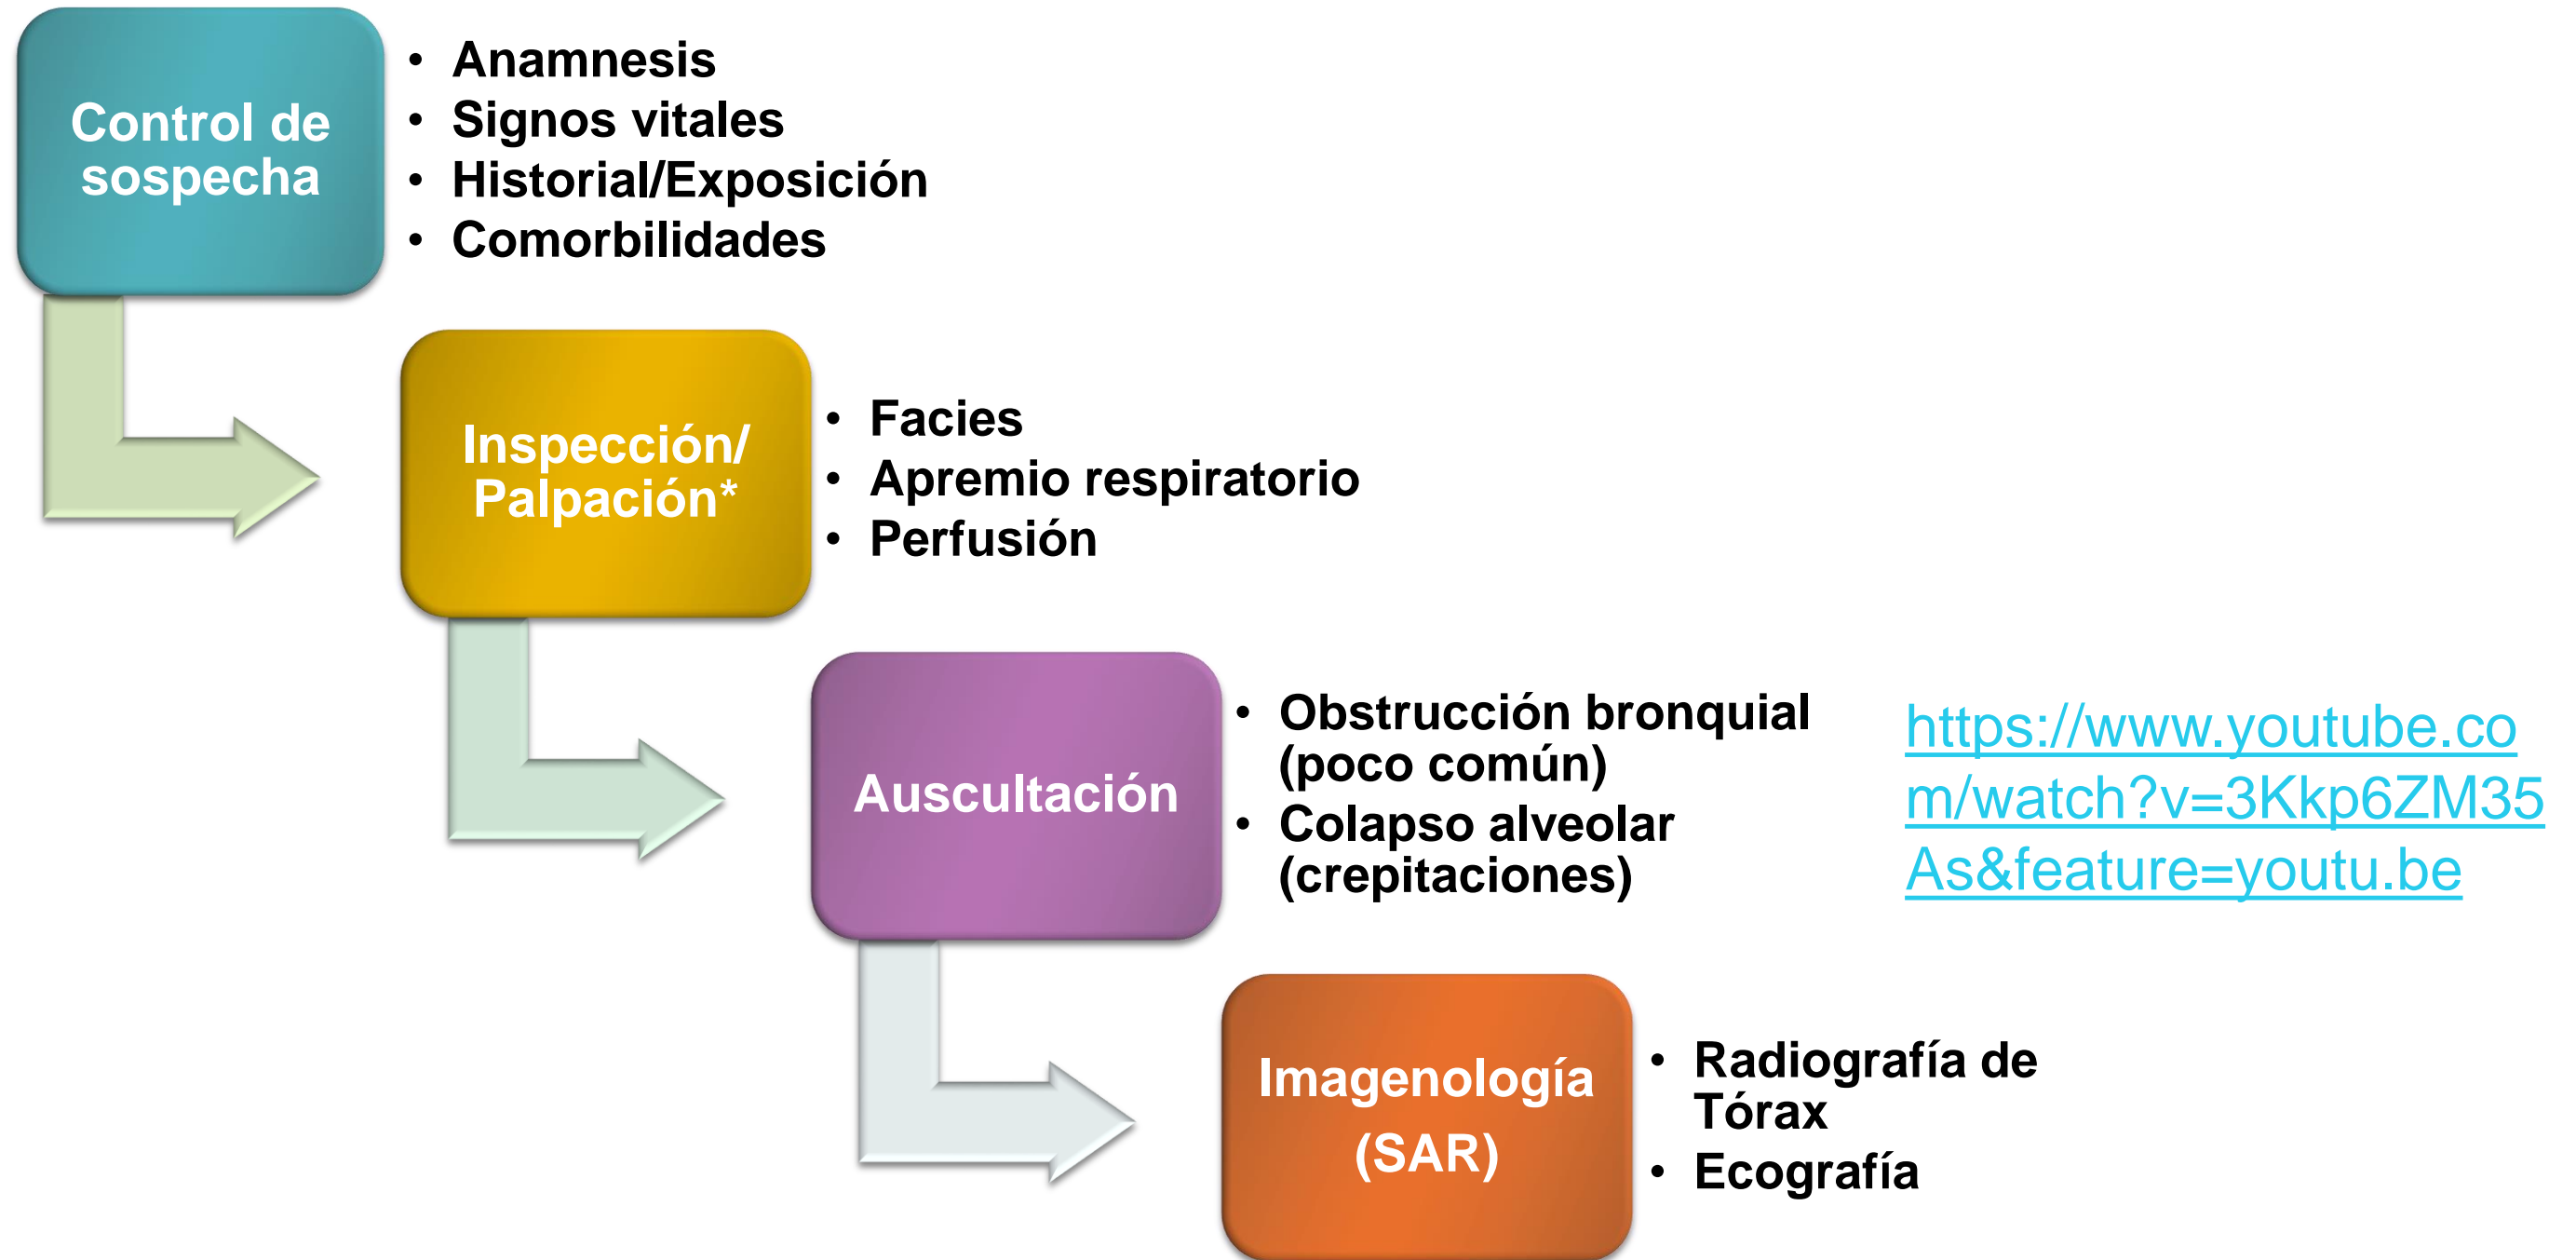 Control de
sospecha
• Anamnesis
• Signos vitales
• Historial/Exposición
• Comorbilidades
Inspección/
Palpación*
• Facies
• Apremio respiratorio
• Perfusión
Auscultación
• Obstrucción bronquial
(poco común)
• Colapso alveolar
(crepitaciones)
https://www.youtube.co
m/watch?v=3Kkp6ZM35
As&feature=youtu.be
Imagenología
(SAR)
• Radiografía de
Tórax
• Ecografía